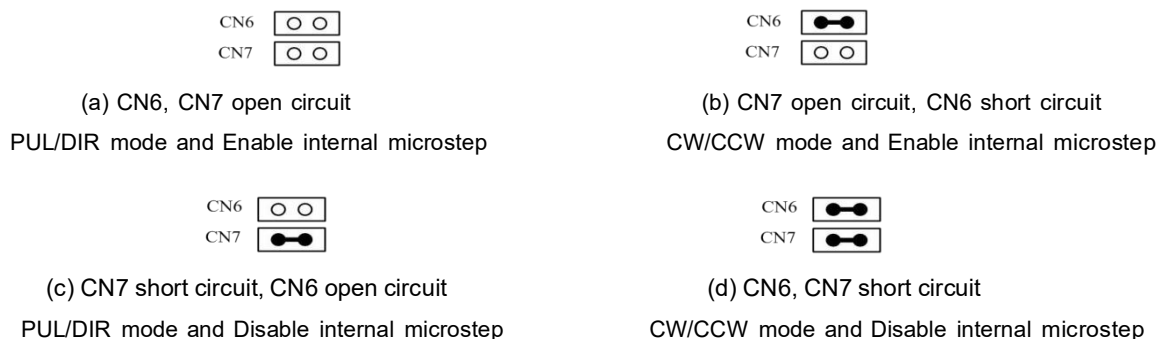 CN6
CN7
(a) CN6, CN7 open circuit
PUL/DIR mode and Enable internal microstep
CN6
CN7
(b) CN7 open circuit, CN6 short circuit
CW/CCW mode and Enable internal microstep
CN6
CN7
(c) CN7 short circuit, CN6 open circuit
PUL/DIR mode and Disable internal microstep
CN6
CN7
(d) CN6, CN7 short circuit
CW/CCW mode and Disable internal microstep